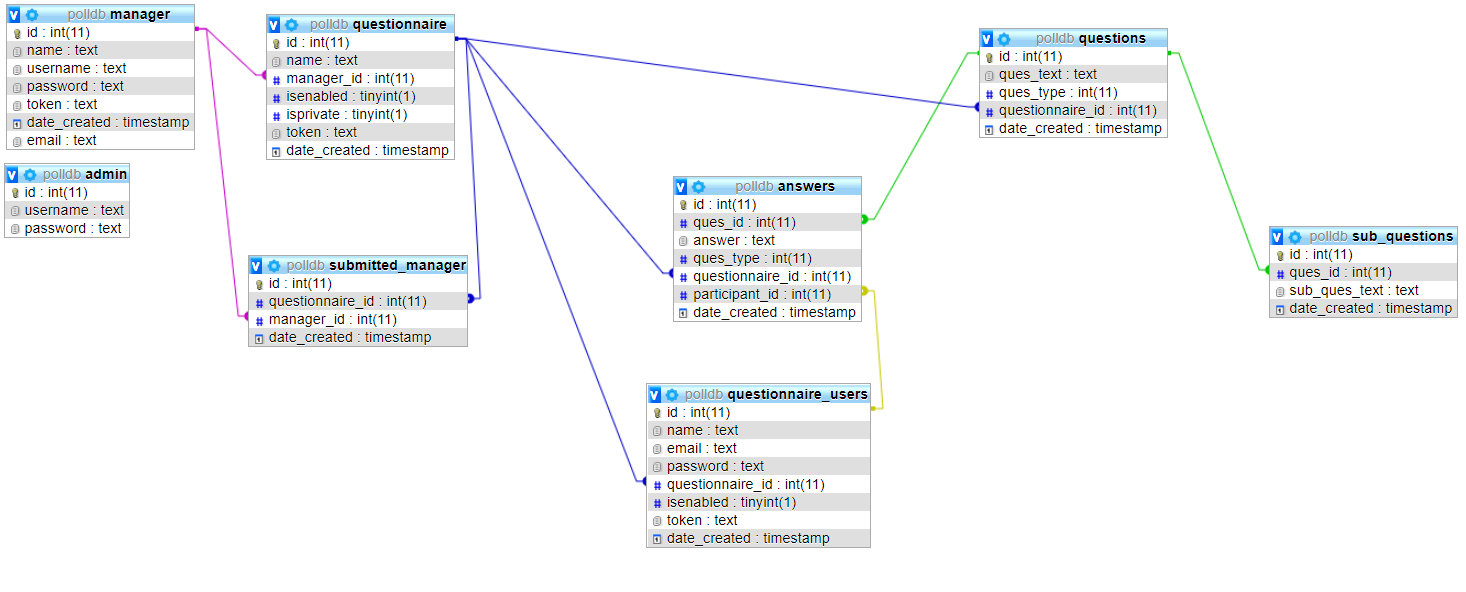 polldb manager
id : int(11)
name : text
username : text
password : text
token : text
date_created : timestamp
email : text
polldb admin
id : int(11)
username : text
password : text
polldb questionnaire
id : int(11)
name : text
manager_id : int(11)
isenabled : tinyint(1)
isprivate : tinyint(1)
token : text
date_created : timestamp
polldb submitted_manager
id : int(11)
questionnaire_id : int(11)
manager_id : int(11)
date_created : timestamp
polldb answers
id : int(11)
ques_id : int(11)
answer : text
ques_type : int(11)
questionnaire_id : int(11)
participant_id : int(11)
date_created : timestamp
polldb questionnaire_users
id : int(11)
name : text
email : text
password : text
questionnaire_id : int(11)
isenabled : tinyint(1)
token : text
date_created : timestamp
polldb questions
id : int(11)
ques_text : text
ques_type : int(11)
questionnaire_id : int(11)
date_created : timestamp
polldb sub_questions
id : int(11)
ques_id : int(11)
sub_ques_text : text
date_created : timestamp